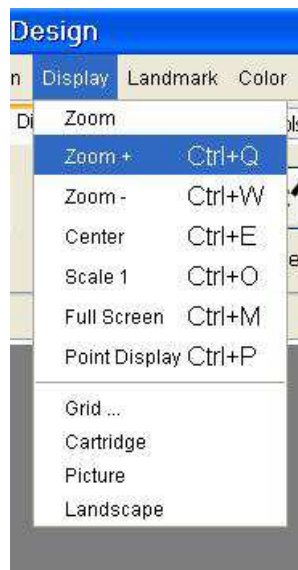 Design
n Display Landmark Color
Di
Zoom
Zoom + Ctrl+Q
Zoom - Ctrl+W
Center Ctrl+E
Scale 1 Ctrl+O
Full Screen Ctrl+M
Point Display Ctrl+P
Grid ...
Cartridge
Picture
Landscape